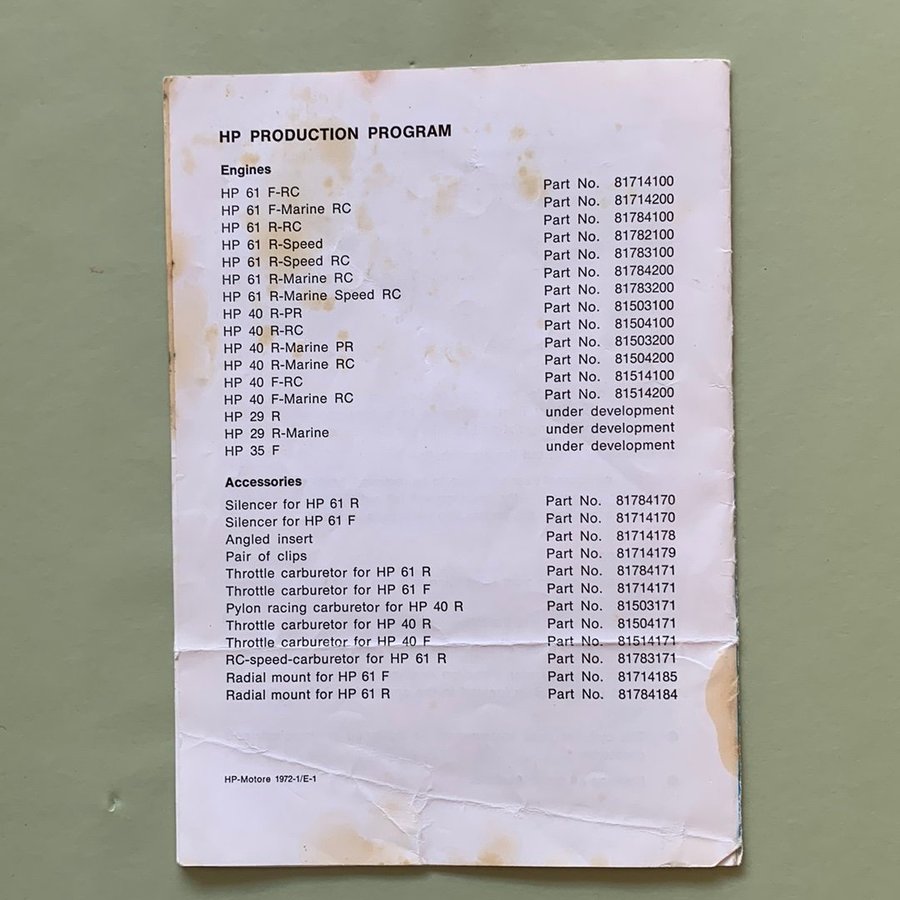 HP PRODUCTION PROGRAM
Engines
HP 61 F-RC Part No. 81714100
HP 61 F-Marine RC Part No. 81714200
HP 61 R-RC Part No. 81784100
HP 61 R-Speed Part No. 81782100
HP 61 R-Speed RC Part No. 81783100
HP 61 R-Marine RC Part No. 81784200
HP 61 R-Marine Speed RC Part No. 81783200
HP 40 R-PR Part No. 81503100
HP 40 R-RC Part No. 81504100
HP 40 R-Marine PR Part No. 81503200
HP 40 R-Marine RC Part No. 81504200
HP 40 F-RC Part No. 81514100
HP 40 F-Marine RC Part No. 81514200
HP 29 R under development
HP 29 R-Marine under development
HP 35 F under development
Accessories
Silencer for HP 61 R Part No. 81784170
Silencer for HP 61 F Part No. 81714170
Angled insert Part No. 81714178
Pair of clips Part No. 81714179
Throttle carburetor for HP 61 R Part No. 81784171
Throttle carburetor for HP 61 F Part No. 81714171
Pylon racing carburetor for HP 40 R Part No. 81503171
Throttle carburetor for HP 40 R Part No. 81504171
Throttle carburetor for HP 40 F Part No. 81514171
RC-speed-carburetor for HP 61 R Part No. 81783171
Radial mount for HP 61 F Part No. 81714185
Radial mount for HP 61 R Part No. 81784184
HP-Motore 1972-1/E-1